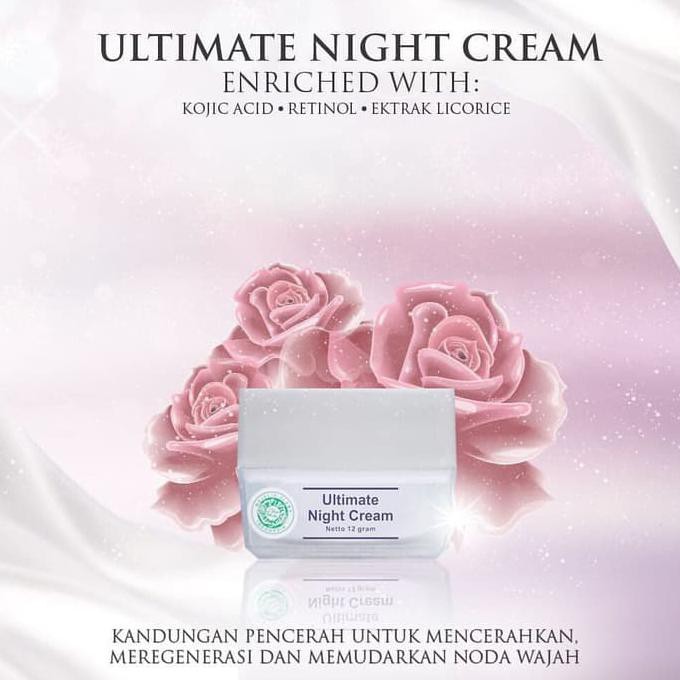 ULTIMATE NIGHT CREAM
ENRICHED WITH:
KOJIC ACID • RETINOL • EKTRAK LICORICE
Ultimate
Night Cream
Netto 12 gram
KANDUNGAN PENCERAH UNTUK MENCERAHKAN,
MEREGENERASI DAN MEMUDARKAN NODA WAJAH